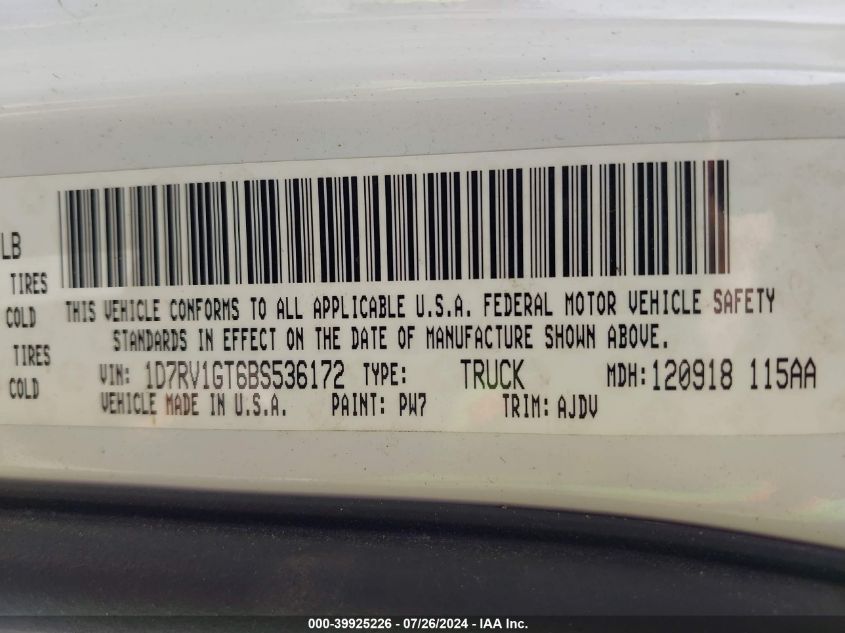 LB
TIRES
COLD
TIRES
COLD
THIS VEHICLE CONFORMS TO ALL APPLICABLE U.S.A. FEDERAL MOTOR VEHICLE SAFETY
STANDARDS IN EFFECT ON THE DATE OF MANUFACTURE SHOWN ABOVE.
VIN: 1D7RV1GT6BS536172 TYPE: TRUCK MDH: 120918 115AA
VEHICLE MADE IN U.S.A. PAINT: PW7 TRIM: AJDV
000-39925226 - 07/26/2024 - IAA Inc.